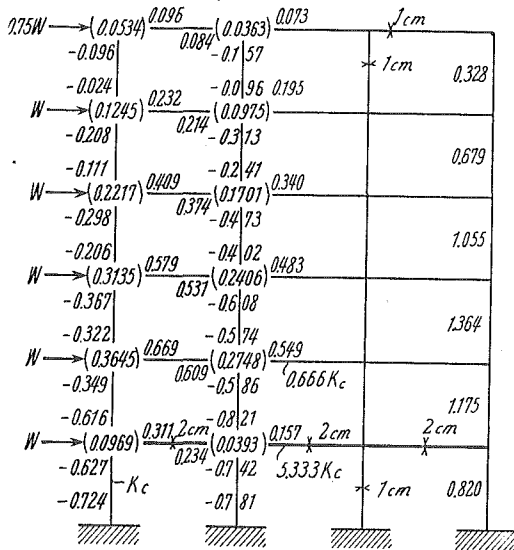 0.75W (0.0534) 0.096 (0.0363) 0.073 1cm
0.084
-0.096 -0.157 1cm
0.328
-0.024 -0.096
W (0.1245) 0.232 (0.0975) 0.195
0.214
-0.208 -0.313
0.679
-0.111 -0.241
W (0.2217) 0.409 (0.1701) 0.340
0.374
-0.298 -0.473
1.055
-0.206 -0.402
W (0.3135) 0.579 (0.2406) 0.483
0.531
-0.367 -0.608
1.364
-0.322 -0.574
W (0.3645) 0.669 (0.2748) 0.549
0.609 0.666Kc
-0.349 -0.586
1.175
-0.616 -0.821
W (0.0969) 0.311 2cm (0.0393) 0.157 2cm 2cm
0.234 5.333Kc
-0.627 -0.742
Kc 1cm 0.820
-0.724 -0.781